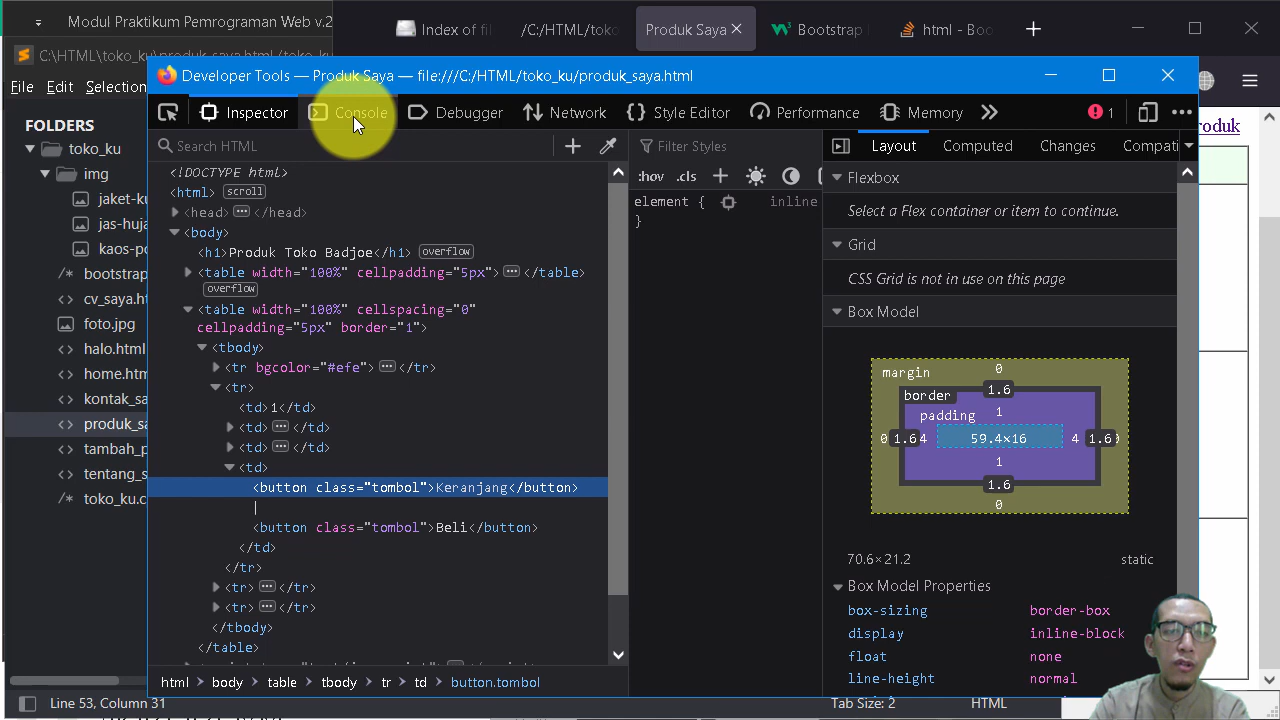 Modul Praktikum Pemrograman Web v.2
Index of fil
/C:/HTML/toko
Produk Saya
Bootstrap
html - Boo
C:\HTML\toko_ku\produk_saya.html
File Edit Selection
FOLDERS
toko_ku
img
jaket-ku
jas-huja
kaos-po
bootstrap
cv_saya.ht
foto.jpg
halo.html
home.htm
kontak_sa
produk_sa
tambah_p
tentang_s
toko_ku.c
Line 53, Column 31
Tab Size: 2
HTML
Developer Tools — Produk Saya — file:///C:/HTML/toko_ku/produk_saya.html
Inspector Console Debugger Network Style Editor Performance Memory 1
Search HTML
<!DOCTYPE html>
<html> scroll
<head> ••• </head>
<body>
<h1>Produk Toko Badjoe</h1> overflow
<table width="100%" cellpadding="5px"> ••• </table>
overflow
<table width="100%" cellspacing="0"
cellpadding="5px" border="1">
<tbody>
<tr bgcolor="#efe"> ••• </tr>
<tr>
<td>1</td>
<td> ••• </td>
<td> ••• </td>
<td>
<button class="tombol">Keranjang</button>
|
<button class="tombol">Beli</button>
</td>
</tr>
<tr> ••• </tr>
<tr> ••• </tr>
</tbody>
</table>
html > body > table > tbody > tr > td > button.tombol
Filter Styles
:hov .cls +
element { inline
}
Layout Computed Changes Compati
Flexbox
Select a Flex container or item to continue.
Grid
CSS Grid is not in use on this page
Box Model
margin 0
border 1.6
padding 1
0 1.6 4 59.4×16 4 1.6
1
1.6
0
70.6×21.2 static
Box Model Properties
box-sizing border-box
display inline-block
float none
line-height normal
roduk